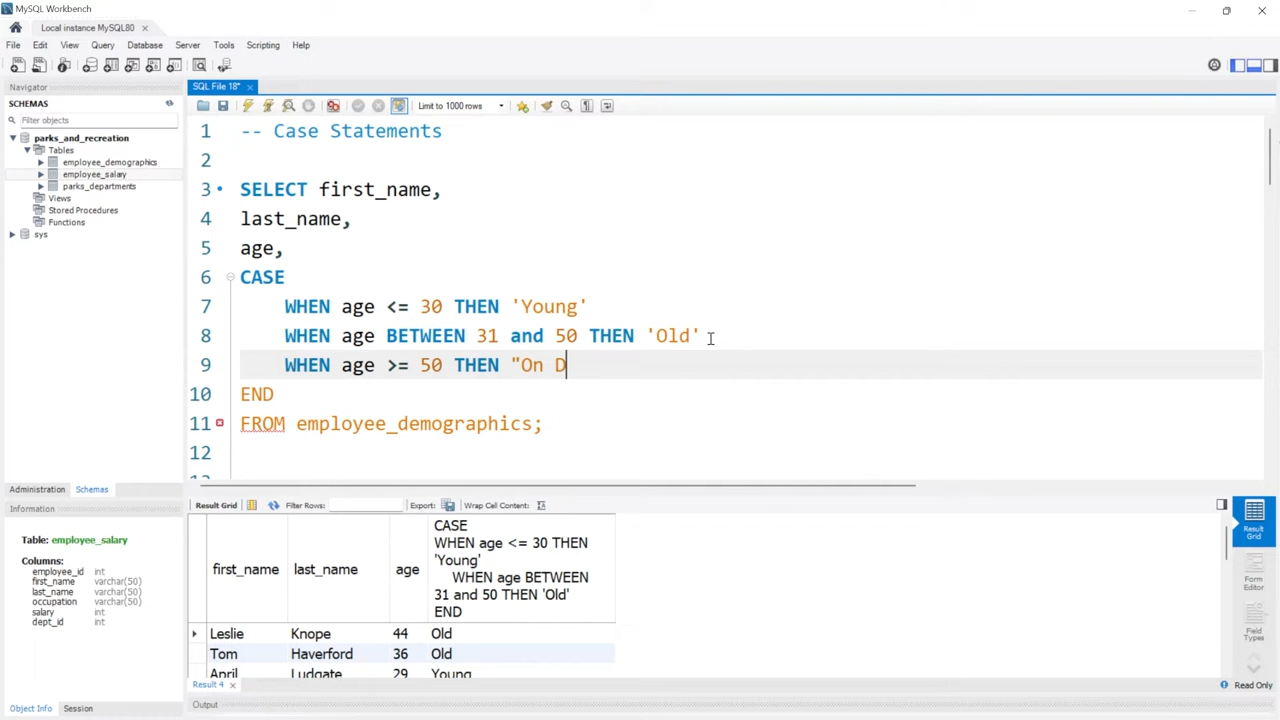 MySQL Workbench
Local instance MySQL80
File Edit View Query Database Server Tools Scripting Help
Navigator
SCHEMAS
Filter objects
parks_and_recreation
Tables
employee_demographics
employee_salary
parks_departments
Views
Stored Procedures
Functions
sys
Administration Schemas
Information
Table: employee_salary
Columns:
employee_id int
first_name varchar(50)
last_name varchar(50)
occupation varchar(50)
salary int
dept_id int
Object Info Session
SQL File 18*
Limit to 1000 rows
1 -- Case Statements
2
3 SELECT first_name,
4 last_name,
5 age,
6 CASE
7 WHEN age <= 30 THEN 'Young'
8 WHEN age BETWEEN 31 and 50 THEN 'Old'
9 WHEN age >= 50 THEN "On D
10 END
11 FROM employee_demographics;
12
Result Grid Filter Rows: Export: Wrap Cell Content:
first_name last_name age
CASE
WHEN age <= 30 THEN
'Young'
WHEN age BETWEEN
31 and 50 THEN 'Old'
END
Leslie Knope 44 Old
Tom Haverford 36 Old
April Ludgate 29 Young
Result 4
Output
Result
Grid
Form
Editor
Field
Types
Read Only